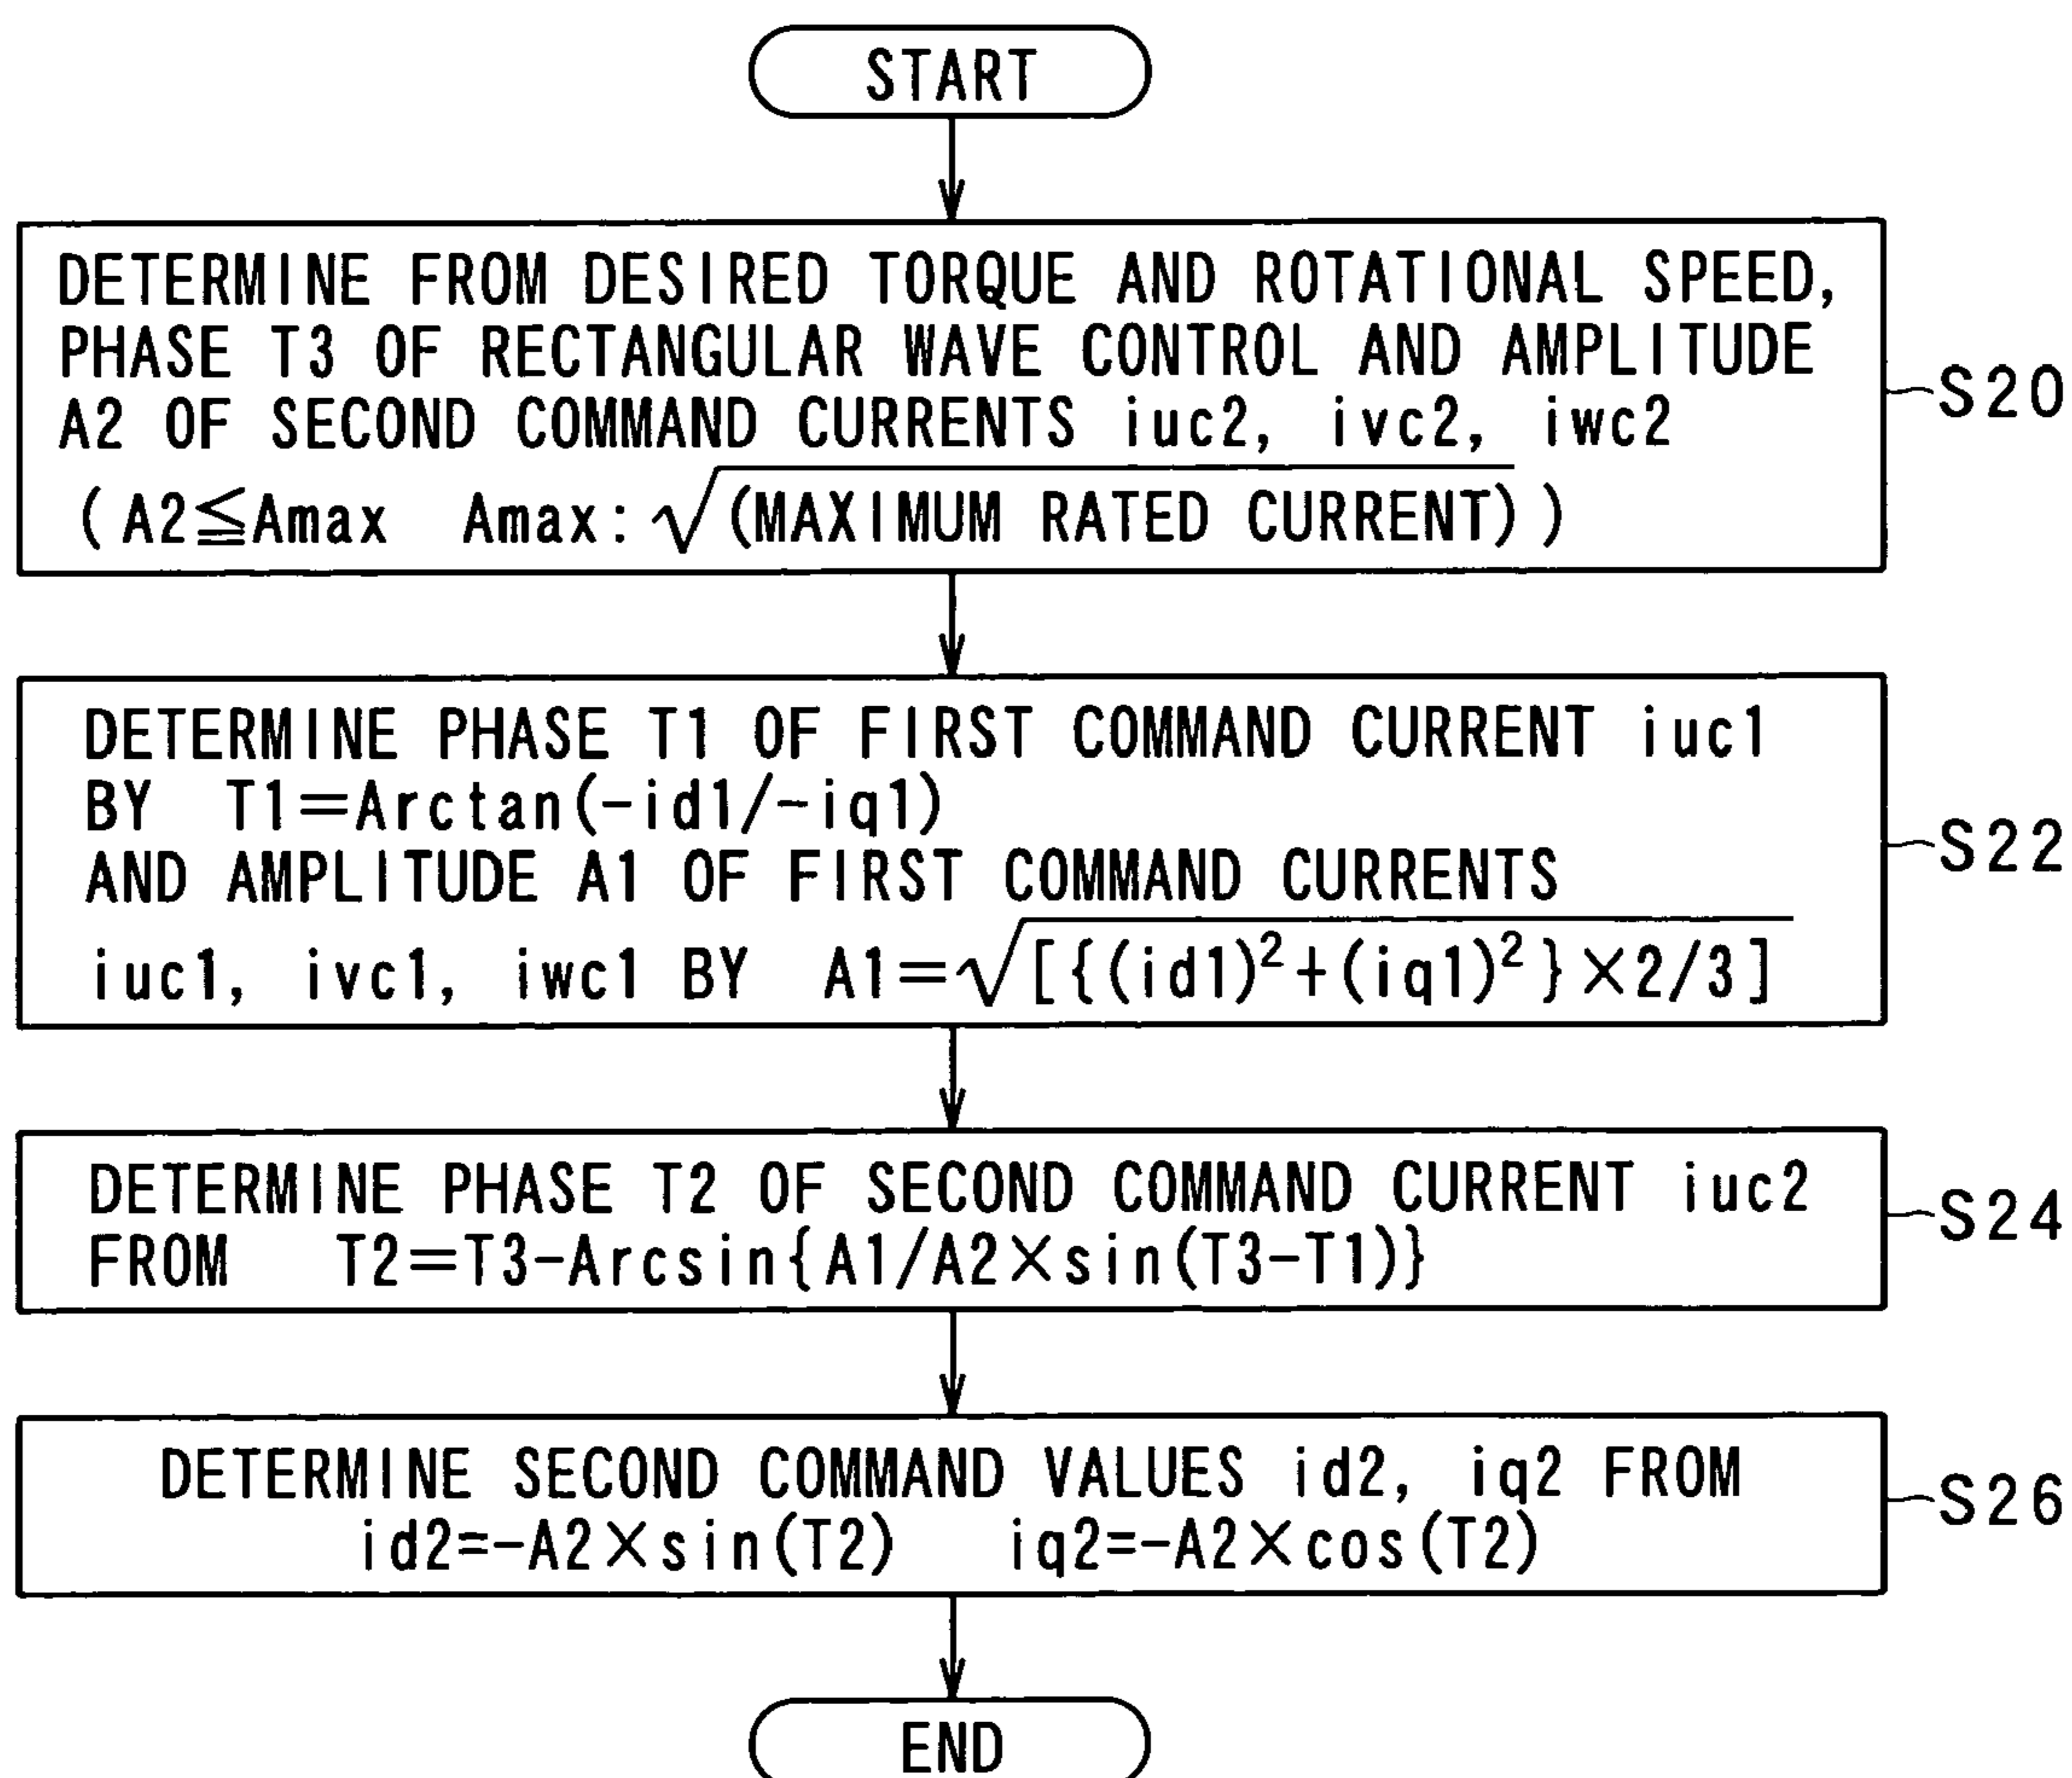 START
DETERMINE FROM DESIRED TORQUE AND ROTATIONAL SPEED,
PHASE T3 OF RECTANGULAR WAVE CONTROL AND AMPLITUDE
A2 OF SECOND COMMAND CURRENTS iuc2, ivc2, iwc2
(A2≦Amax Amax:√(MAXIMUM RATED CURRENT))
S20
DETERMINE PHASE T1 OF FIRST COMMAND CURRENT iuc1
BY T1=Arctan(-id1/-iq1)
AND AMPLITUDE A1 OF FIRST COMMAND CURRENTS
iuc1, ivc1, iwc1 BY A1=√[{(id1)²+(iq1)²}×2/3]
S22
DETERMINE PHASE T2 OF SECOND COMMAND CURRENT iuc2
FROM T2=T3-Arcsin{A1/A2×sin(T3-T1)}
S24
DETERMINE SECOND COMMAND VALUES id2, iq2 FROM
id2=-A2×sin(T2) iq2=-A2×cos(T2)
S26
END